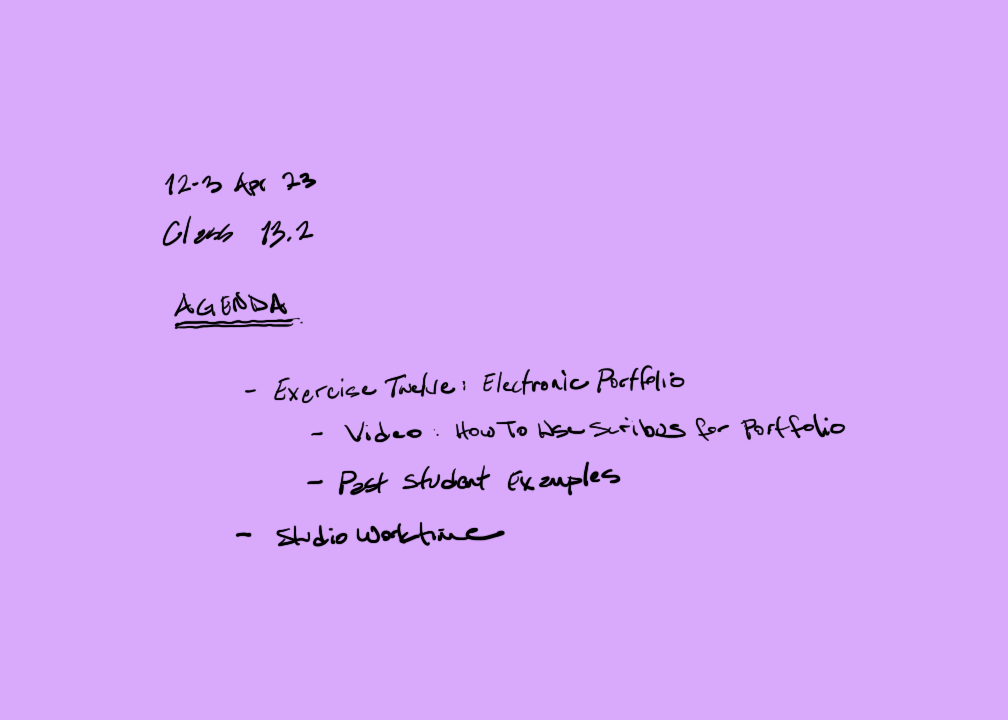 12-3 Apr 23
Class 13.2
AGENDA
- Exercise Twelve: Electronic Portfolio
- Video: How To Use Scribus for Portfolio
- Past Student Examples
- Studio Worktime